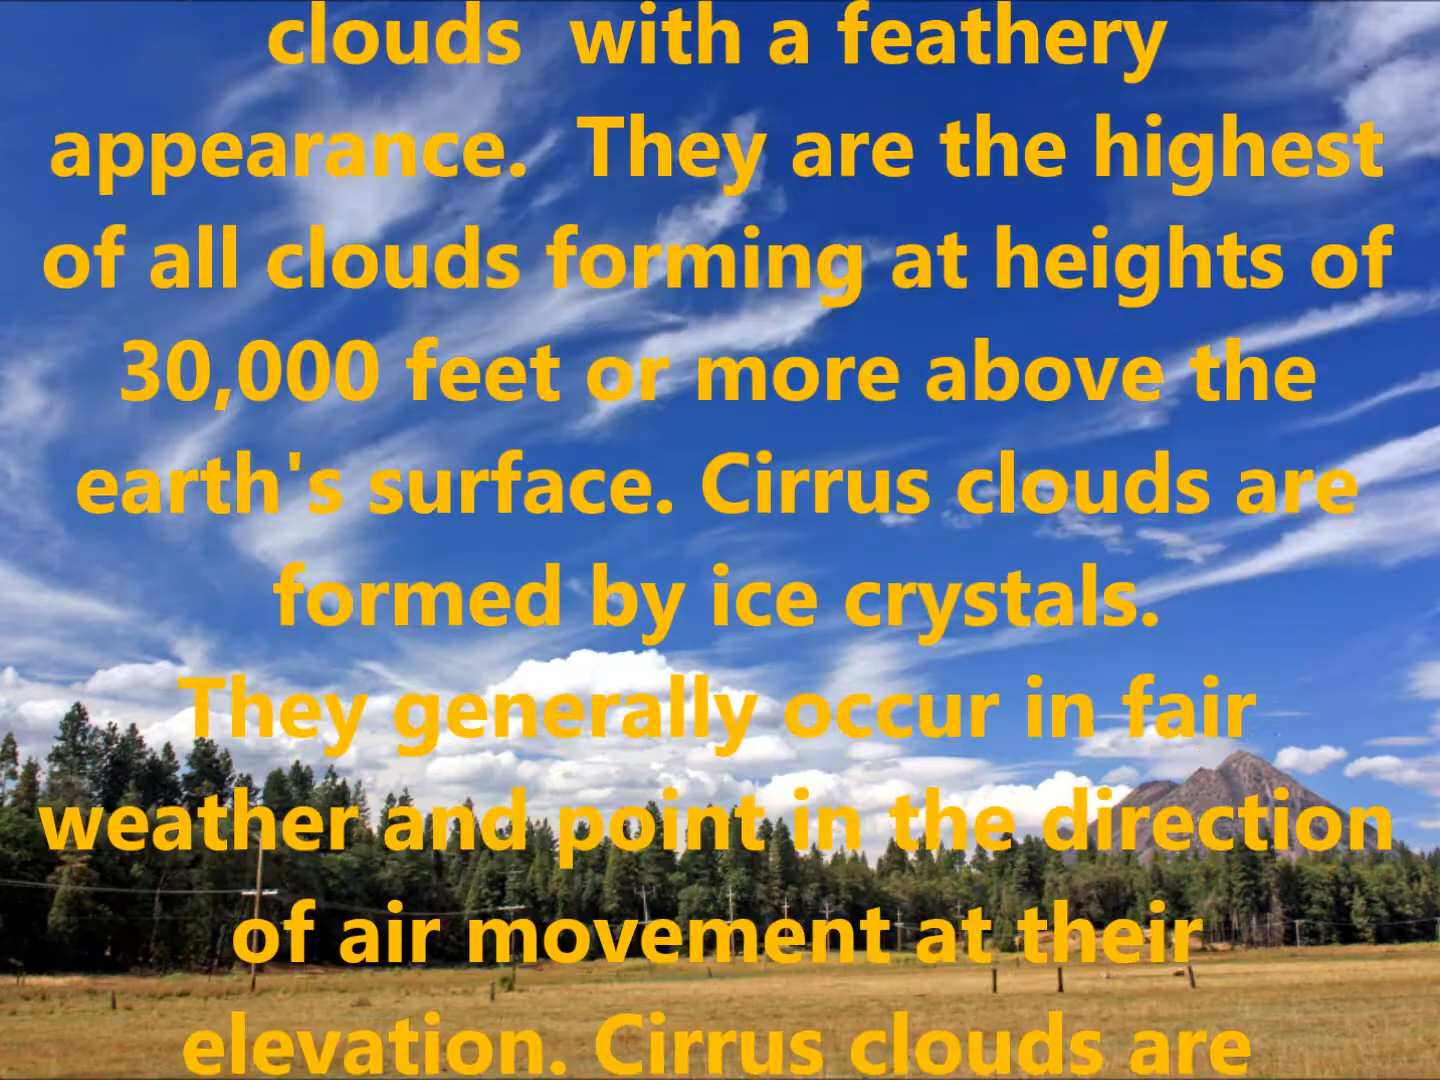 clouds  with a feathery
appearance.  They are the highest
of all clouds forming at heights of
30,000 feet or more above the
earth's surface. Cirrus clouds are
formed by ice crystals.
They generally occur in fair
weather and point in the direction
of air movement at their
elevation. Cirrus clouds are